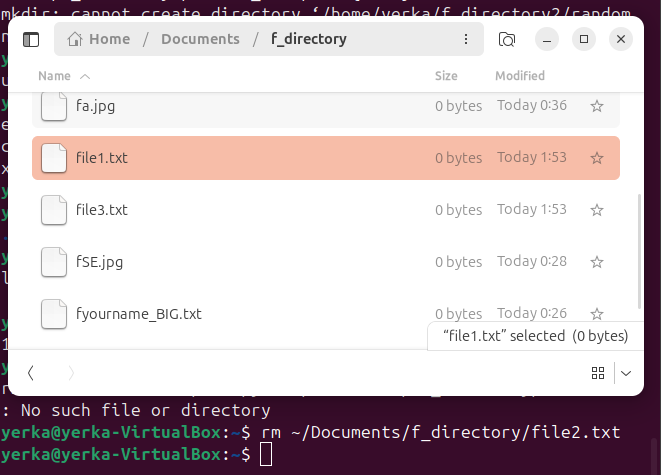 mkdir: cannot create directory ‘/home/yerka/f_directory2/random
Home / Documents / f_directory
Name Size Modified
fa.jpg 0 bytes Today 0:36
file1.txt 0 bytes Today 1:53
file3.txt 0 bytes Today 1:53
fSE.jpg 0 bytes Today 0:28
fyourname_BIG.txt 0 bytes Today 0:26
“file1.txt” selected (0 bytes)
: No such file or directory
yerka@yerka-VirtualBox:~$ rm ~/Documents/f_directory/file2.txt
yerka@yerka-VirtualBox:~$